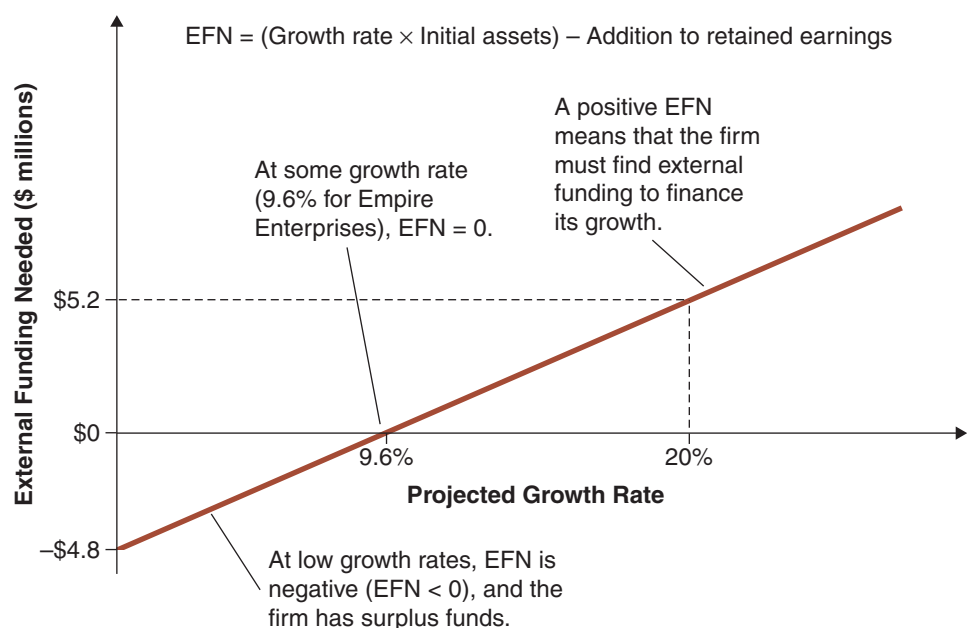 EFN = (Growth rate × Initial assets) – Addition to retained earnings
A positive EFN
means that the firm
must find external
funding to finance
its growth.
At some growth rate
(9.6% for Empire
Enterprises), EFN = 0.
External Funding Needed ($ millions)
$5.2
$0
–$4.8
9.6%
20%
Projected Growth Rate
At low growth rates, EFN is
negative (EFN < 0), and the
firm has surplus funds.